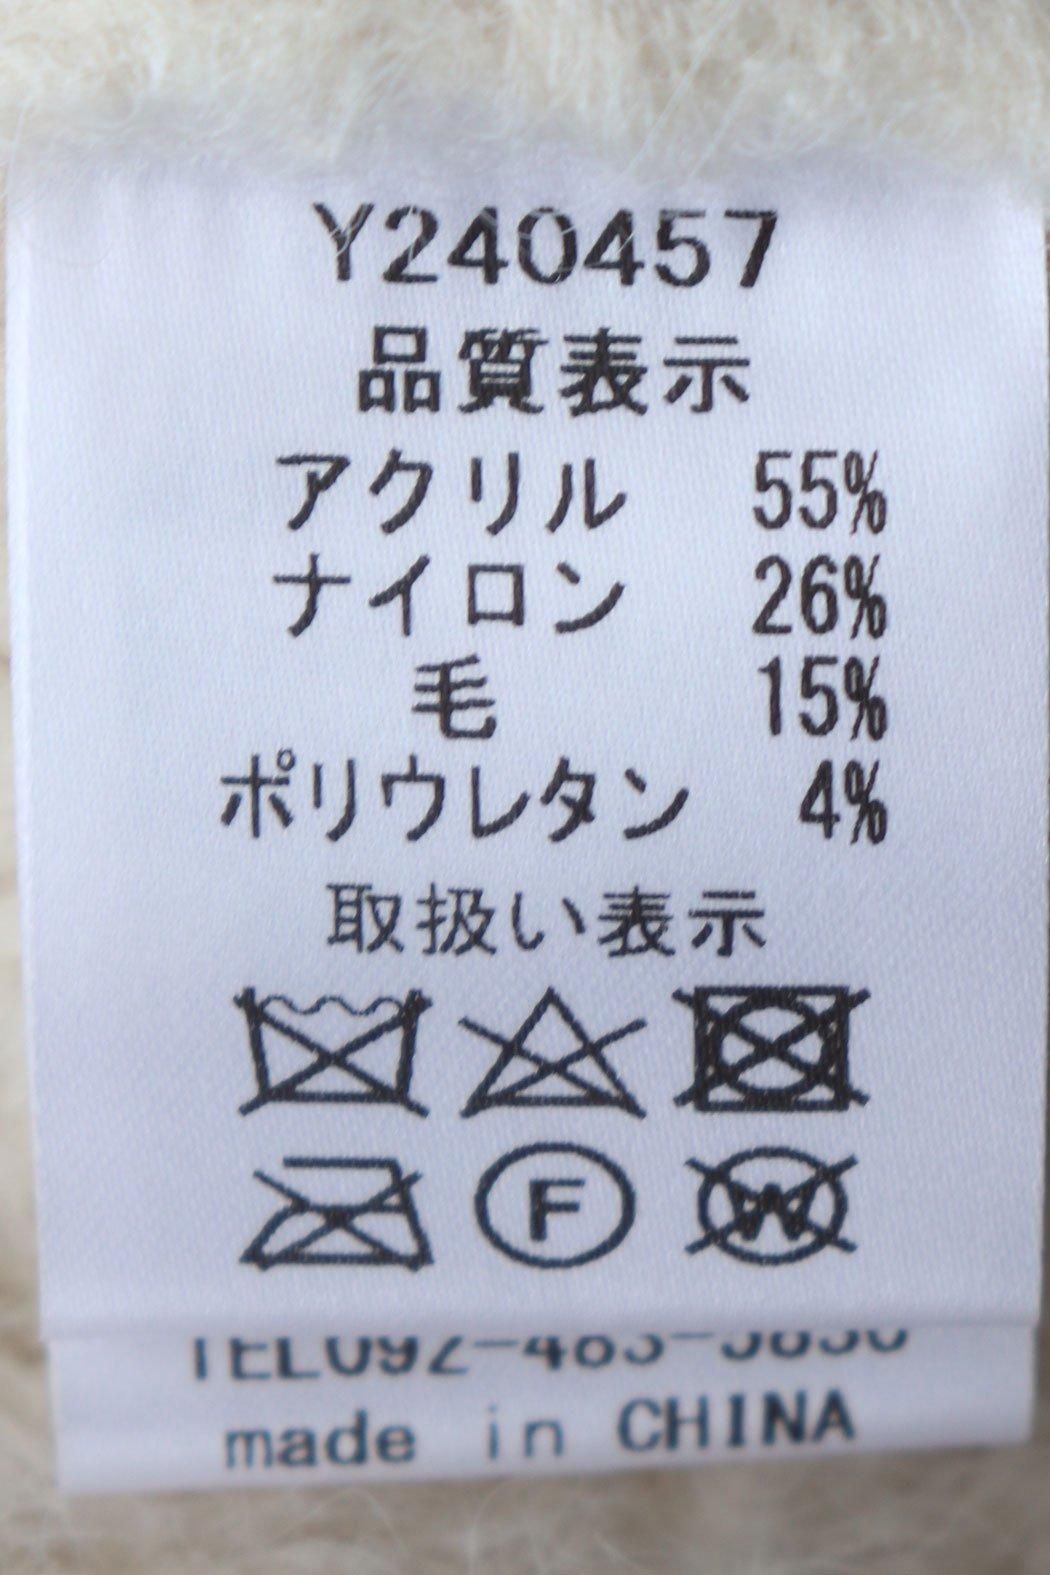 Y240457
品質表示
アクリル 55%
ナイロン 26%
毛 15%
ポリウレタン 4%
取扱い表示
F
W
made in CHINA